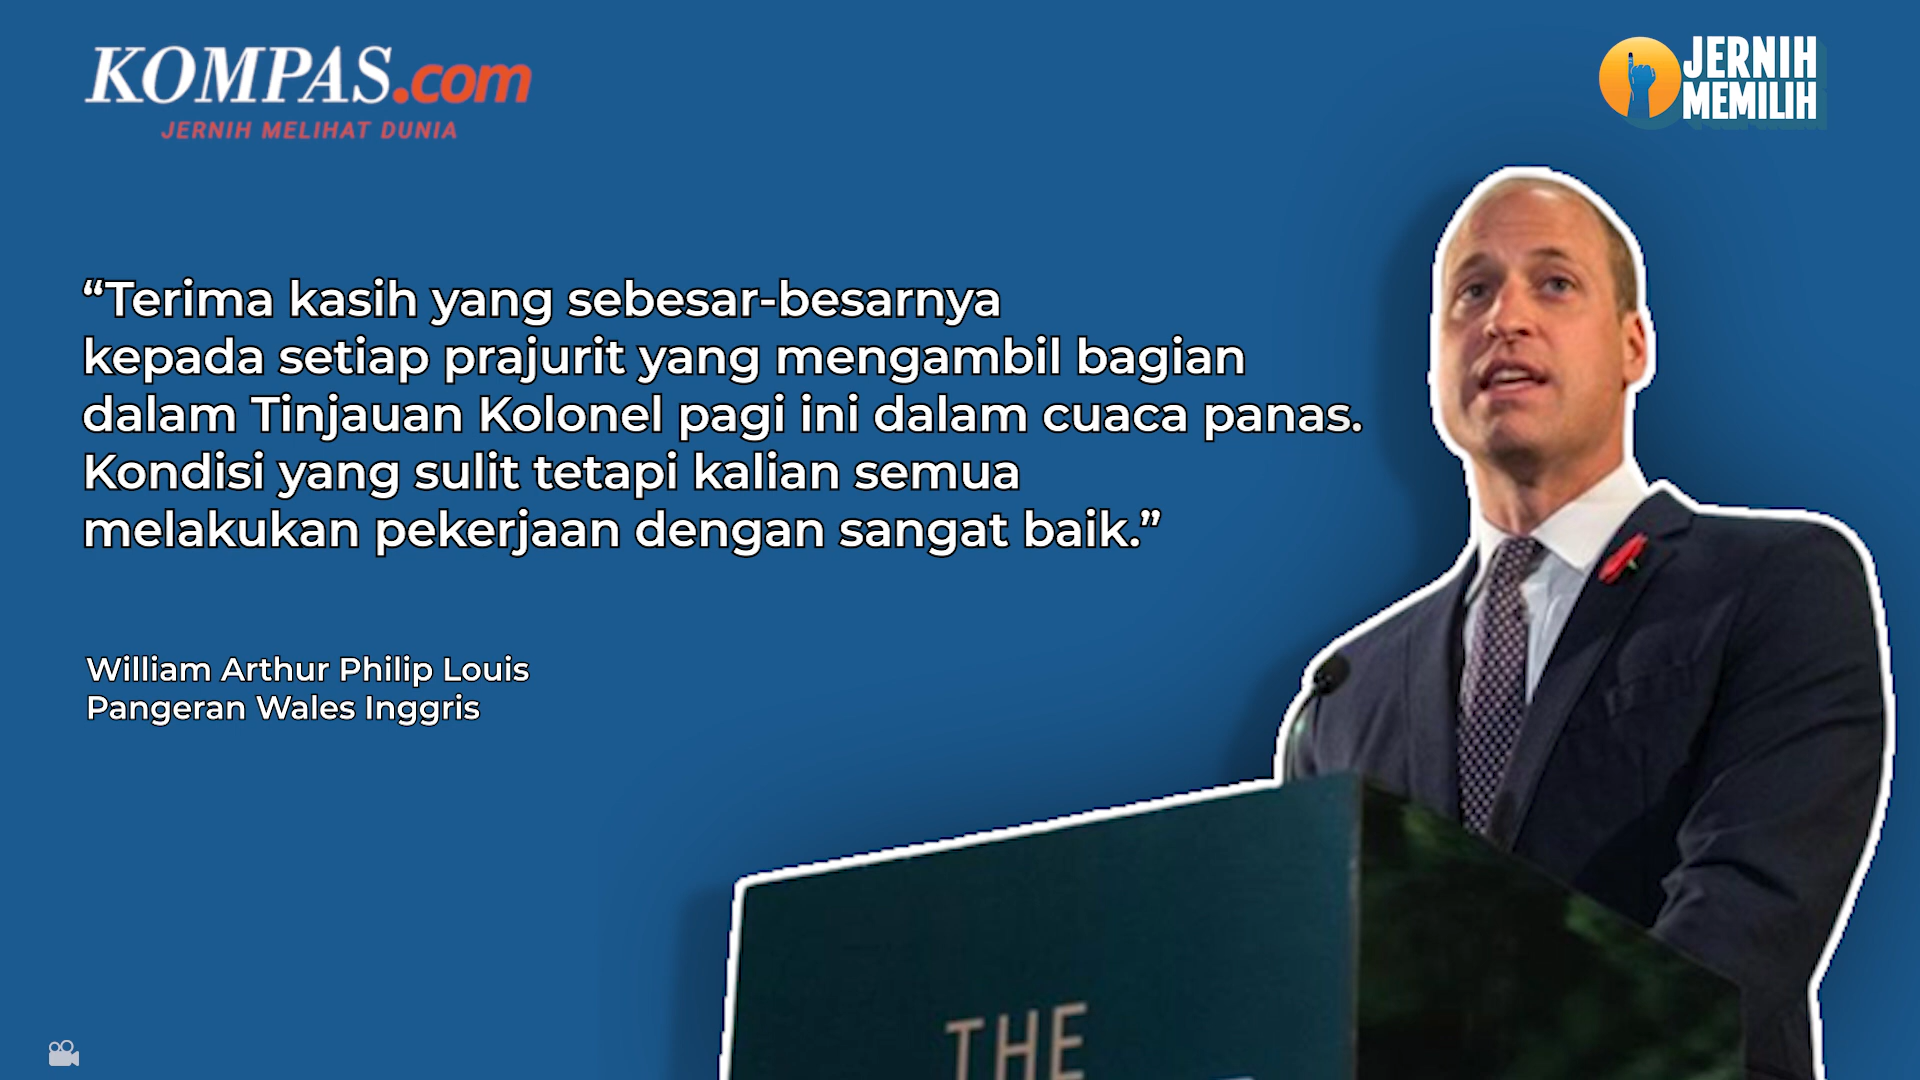 KOMPAS.com
JERNIH MELIHAT DUNIA
JERNIH
MEMILIH
“Terima kasih yang sebesar-besarnya
kepada setiap prajurit yang mengambil bagian
dalam Tinjauan Kolonel pagi ini dalam cuaca panas.
Kondisi yang sulit tetapi kalian semua
melakukan pekerjaan dengan sangat baik.”
William Arthur Philip Louis
Pangeran Wales Inggris
THE